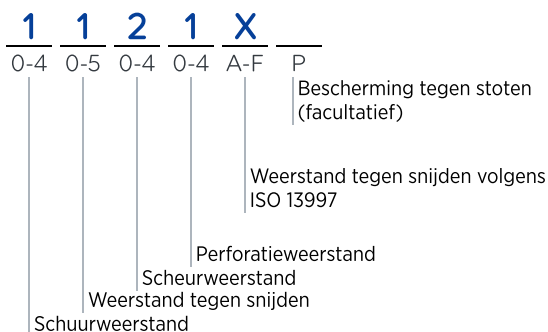 1 1 2 1 X
0-4 0-5 0-4 0-4 A-F P
Bescherming tegen stoten
(facultatief)
Weerstand tegen snijden volgens
ISO 13997
Perforatieweerstand
Scheurweerstand
Weerstand tegen snijden
Schuurweerstand